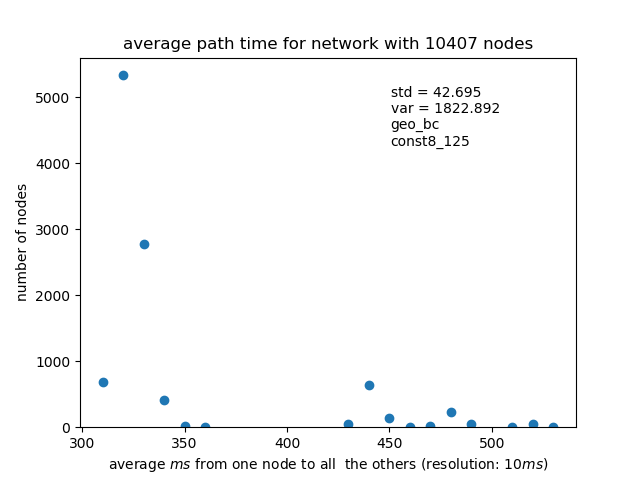 average path time for network with 10407 nodes
std = 42.695
var = 1822.892
geo_bc
const8_125
number of nodes
5000
4000
3000
2000
1000
0
300
350
400
450
500
average ms from one node to all  the others (resolution: 10ms)